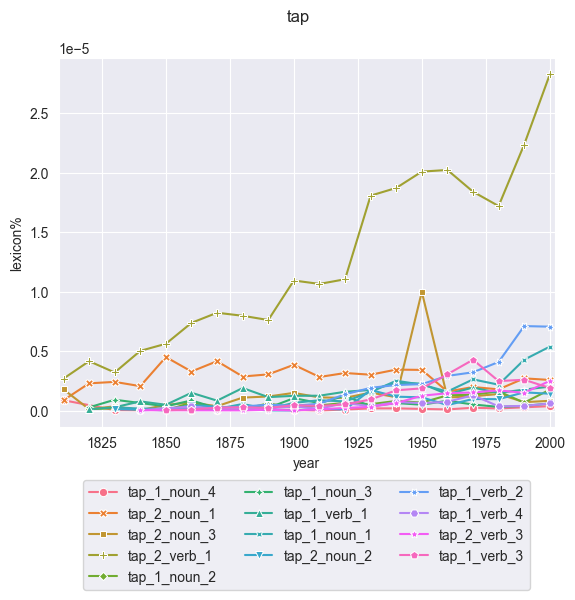 tap
1e−5
2.5
2.0
1.5
1.0
0.5
0.0
lexicon%
1825 1850 1875 1900 1925 1950 1975 2000
year
tap_1_noun_4 tap_1_noun_3 tap_1_verb_2
tap_2_noun_1 tap_1_verb_1 tap_1_verb_4
tap_2_noun_3 tap_1_noun_1 tap_2_verb_3
tap_2_verb_1 tap_2_noun_2 tap_1_verb_3
tap_1_noun_2